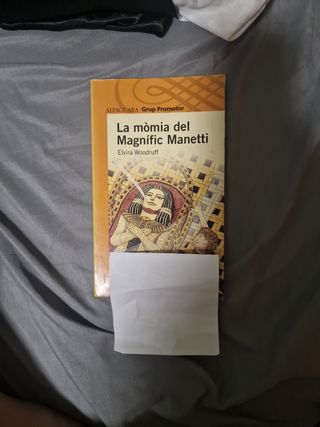 ALFAGUARA Grup Promotor
La mòmia del
Magnífic Manetti
Elvira Woodruff